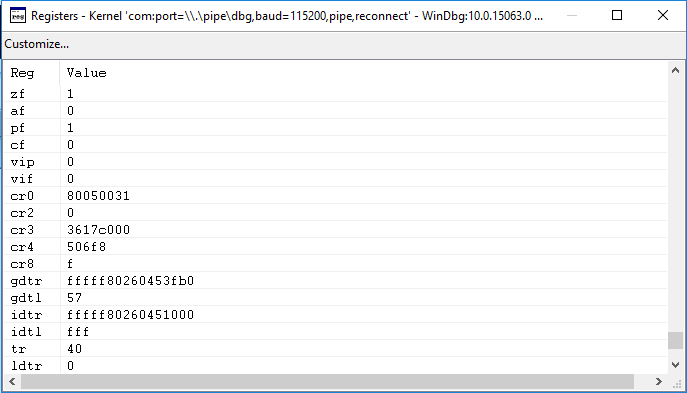 Registers - Kernel 'com:port=\\.\pipe\dbg,baud=115200,pipe,reconnect' - WinDbg:10.0.15063.0 ...
Customize...
Reg Value
zf 1
af 0
pf 1
cf 0
vip 0
vif 0
cr0 80050031
cr2 0
cr3 3617c000
cr4 506f8
cr8 f
gdtr fffff80260453fb0
gdtl 57
idtr fffff80260451000
idtl fff
tr 40
ldtr 0